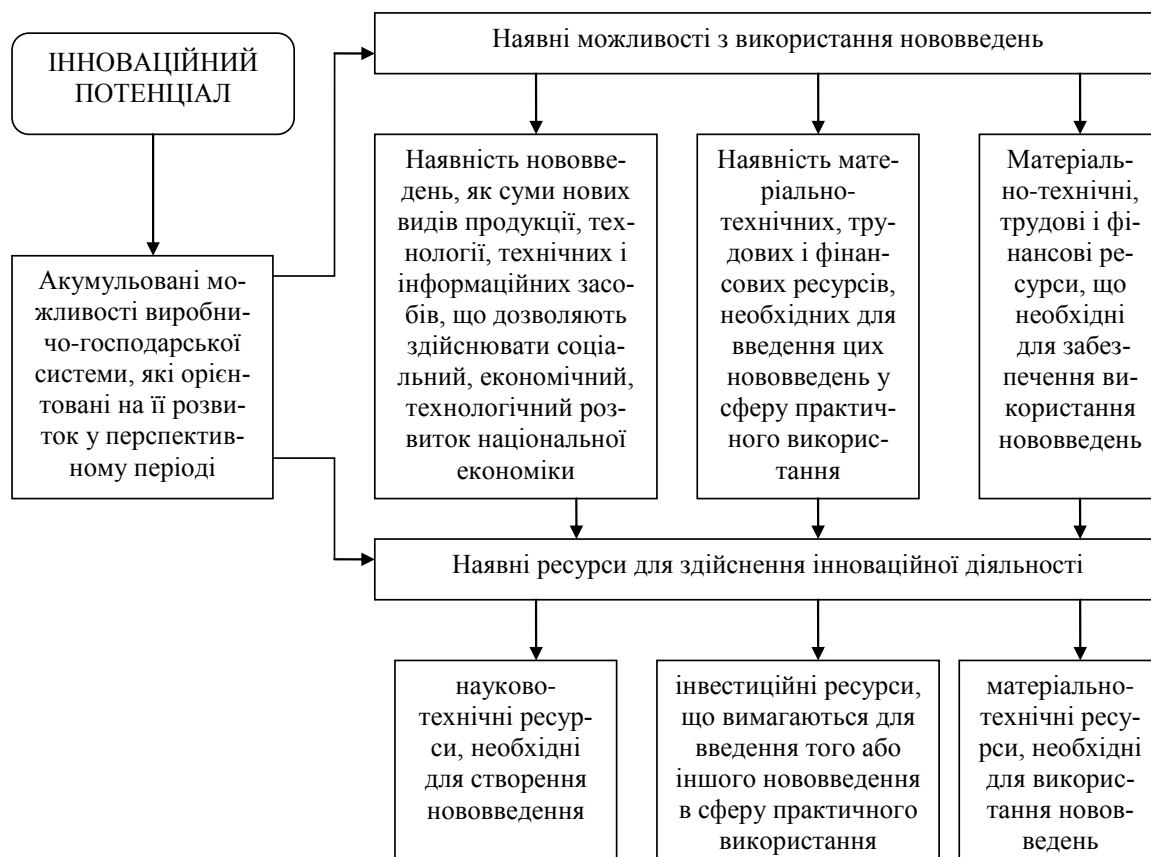 ІННОВАЦІЙНИЙ
ПОТЕНЦІАЛ
Акумульовані мо-
жливості виробни-
чо-господарської
системи, які орієн-
товані на її розви-
ток у перспектив-
ному періоді
Наявні можливості з використання нововведень
Наявність нововве-
день, як суми нових
видів продукції, тех-
нології, технічних і
інформаційних засо-
бів, що дозволяють
здійснювати соціа-
льний, економічний,
технологічний роз-
виток національної
економіки
Наявність мате-
ріально-
технічних, тру-
дових і фінан-
сових ресурсів,
необхідних для
введення цих
нововведень у
сферу практич-
ного викорис-
тання
Матеріаль-
но-технічні,
трудові і фі-
нансові ре-
сурси, що
необхідні
для забез-
печення ви-
користання
нововведень
Наявні ресурси для здійснення інноваційної діяльності
науково-
технічні ресур-
си, необхідні
для створення
нововведення
інвестиційні ресурси,
що вимагаються для
введення того або
іншого нововведення
в сферу практичного
використання
матеріально-
технічні ресу-
рси, необхідні
для викорис-
тання новов-
ведень